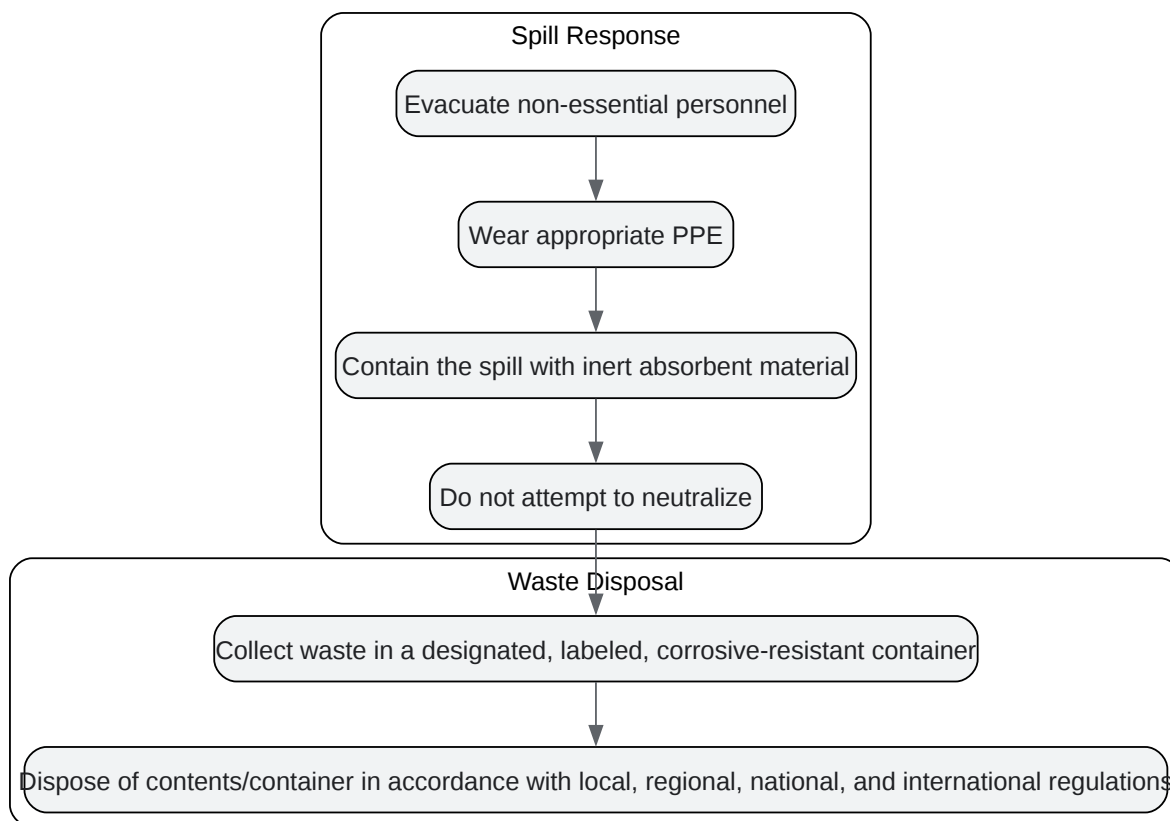 Spill Response
Evacuate non-essential personnel
Wear appropriate PPE
Contain the spill with inert absorbent material
Do not attempt to neutralize
Waste Disposal
Collect waste in a designated, labeled, corrosive-resistant container
Dispose of contents/container in accordance with local, regional, national, and international regulations